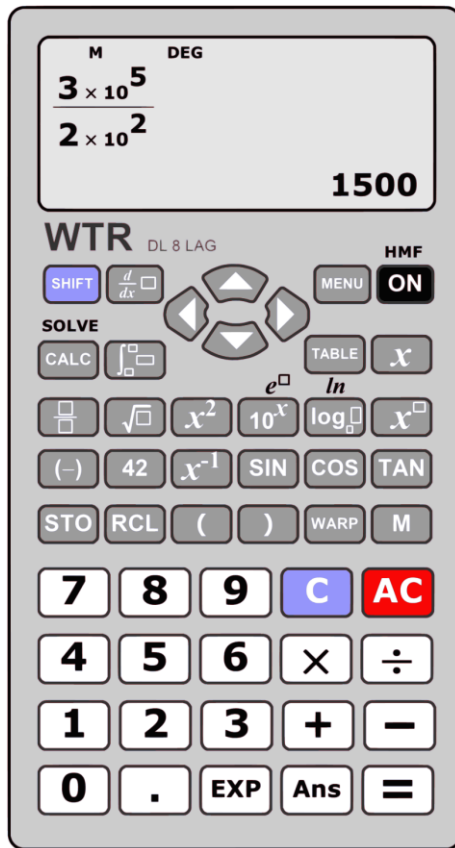 M DEG
3 × 10^5
2 × 10^2
1500
WTR DL 8 LAG
HMF
SHIFT d/dx □ MENU ON
SOLVE
CALC ∫□□□ TABLE x
e□ ln
□/□ √□ x² 10ˣ log□□ x□
(−) 42 x⁻¹ SIN COS TAN
STO RCL ( ) WARP M
7 8 9 C AC
4 5 6 × ÷
1 2 3 + −
0 . EXP Ans =